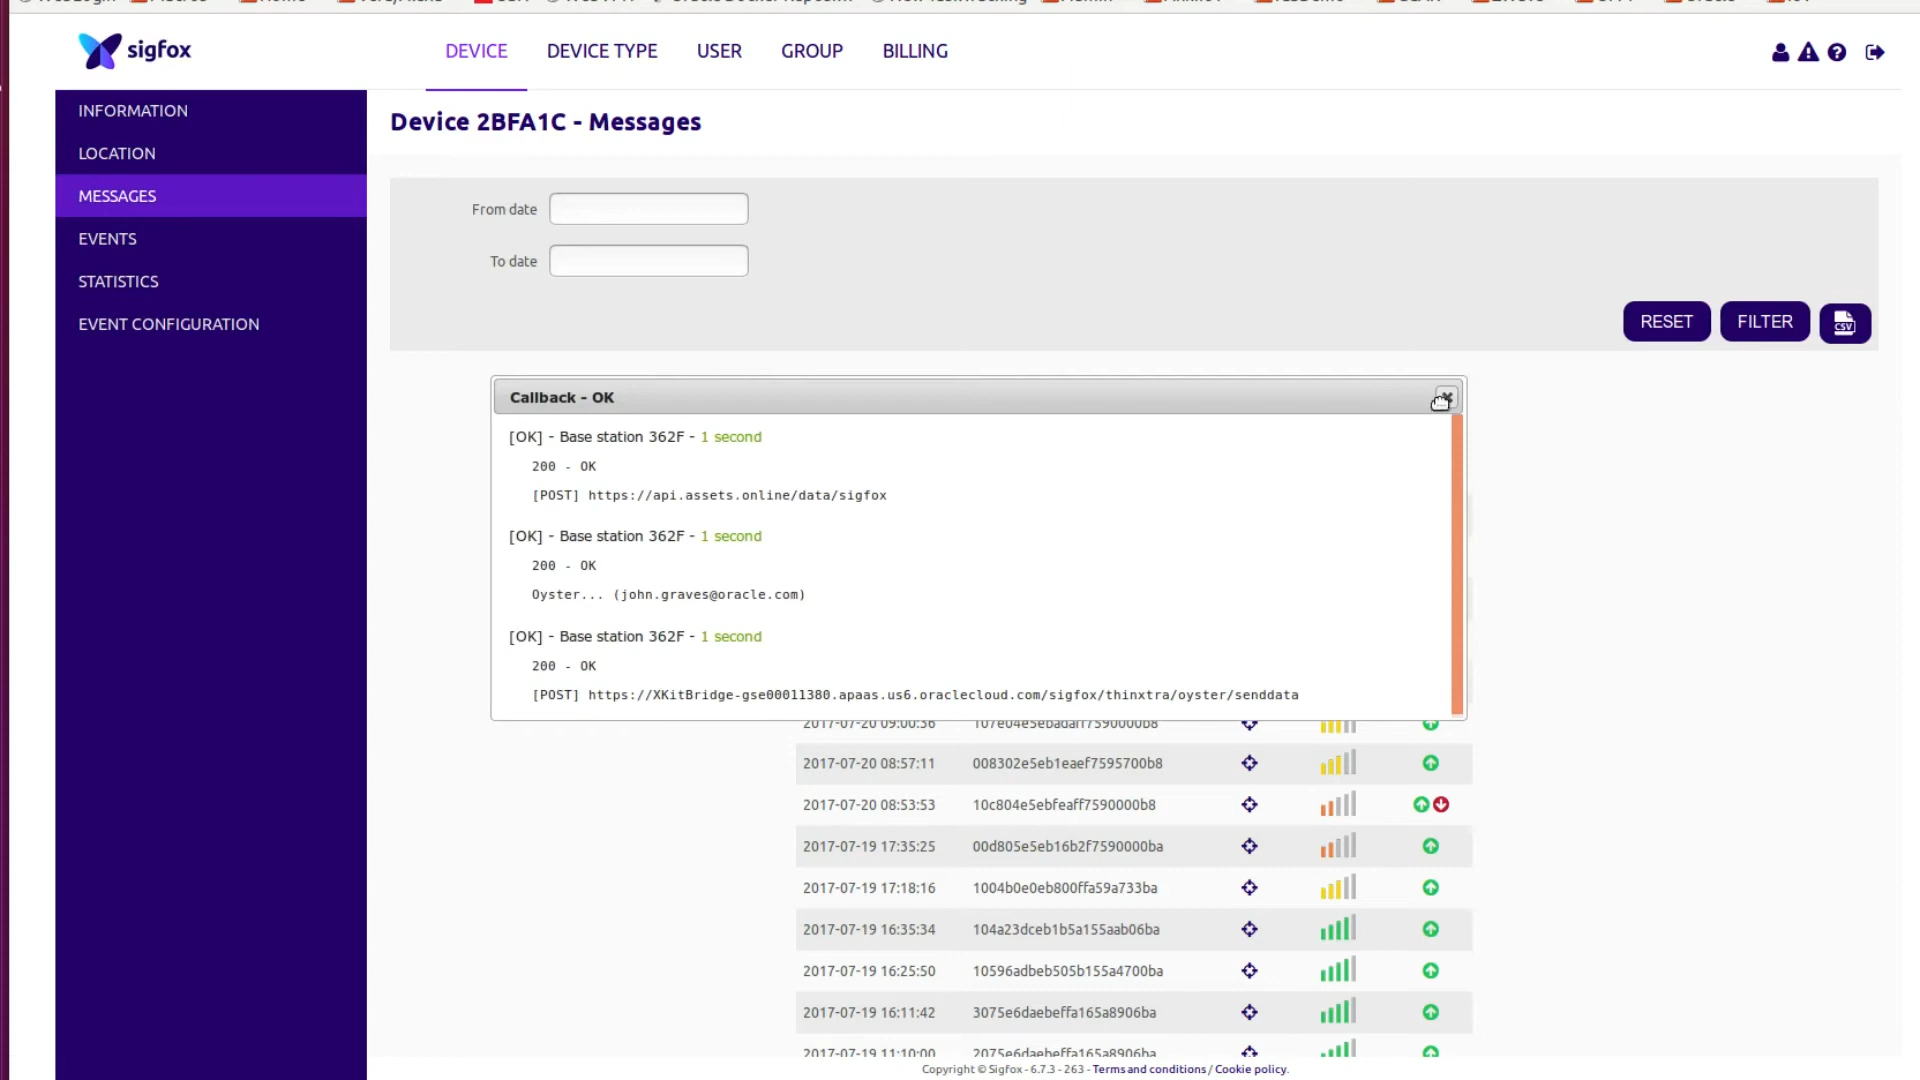 sigfox
DEVICE
DEVICE TYPE
USER
GROUP
BILLING
INFORMATION
LOCATION
MESSAGES
EVENTS
STATISTICS
EVENT CONFIGURATION
Device 2BFA1C - Messages
From date
To date
RESET
FILTER
CSV
Callback - OK
[OK] - Base station 362F - 1 second
200 - OK
[POST] https://api.assets.online/data/sigfox
[OK] - Base station 362F - 1 second
200 - OK
Oyster... (john.graves@oracle.com)
[OK] - Base station 362F - 1 second
200 - OK
[POST] https://XKitBridge-gse00011380.apaas.us6.oraclecloud.com/sigfox/thinxtra/oyster/senddata
2017-07-20 09:00:36
2017-07-20 08:57:11 008302e5eb1eaef7595700b8
2017-07-20 08:53:53 10c804e5ebfeaff7590000b8
2017-07-19 17:35:25 00d805e5eb16b2f7590000ba
2017-07-19 17:18:16 1004b0e0eb800ffa59a733ba
2017-07-19 16:35:34 104a23dceb1b5a155aab06ba
2017-07-19 16:25:50 10596adbeb505b155a4700ba
2017-07-19 16:11:42 3075e6daebeffa165a8906ba
2017-07-19 11:10:00 2075e6daebeffa165a8906ba
Copyright © Sigfox - 6.7.3 - 263 - Terms and conditions / Cookie policy.